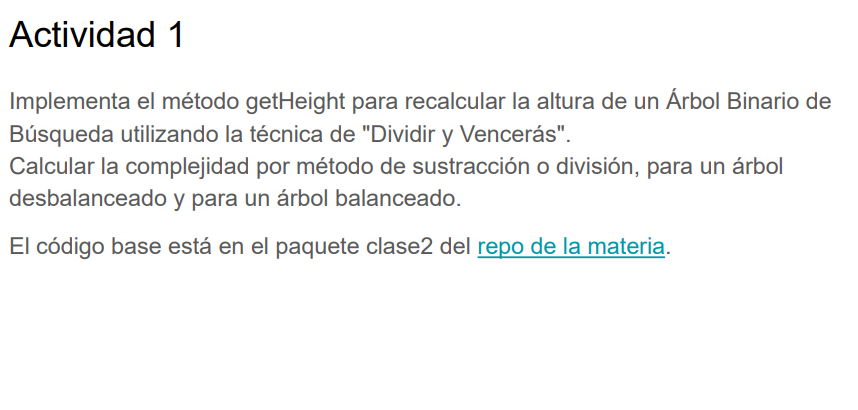 Actividad 1
Implementa el método getHeight para recalcular la altura de un Árbol Binario de
Búsqueda utilizando la técnica de "Dividir y Vencerás".
Calcular la complejidad por método de sustracción o división, para un árbol
desbalanceado y para un árbol balanceado.
El código base está en el paquete clase2 del repo de la materia.